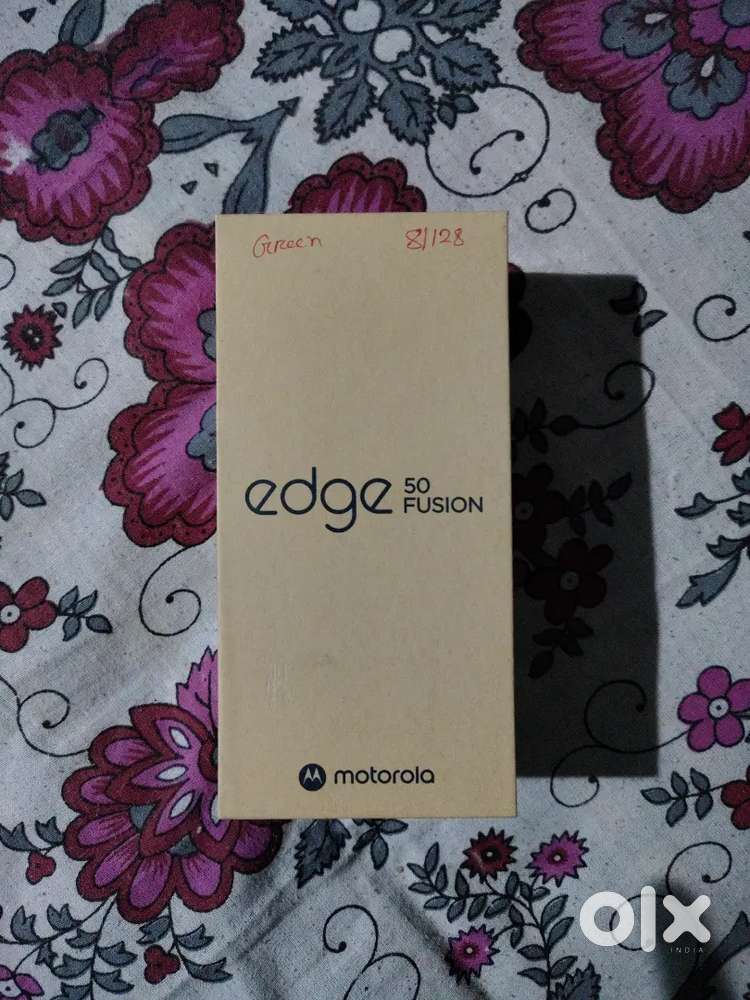 Green 8/128
edge 50 FUSION
motorola
olx
INDIA